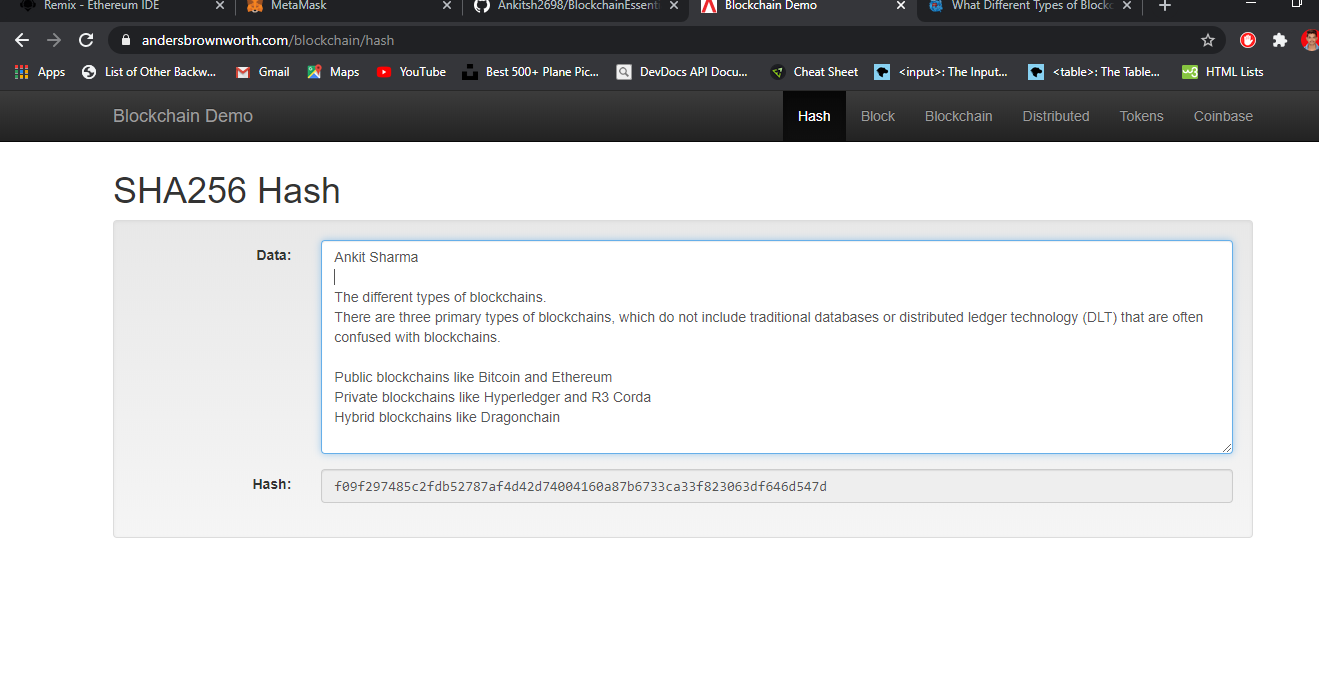 Remix - Ethereum IDE
MetaMask
Ankitsh2698/BlockchainEssenti
Blockchain Demo
What Different Types of Blockc
andersbrownworth.com/blockchain/hash
Apps
List of Other Backw...
Gmail
Maps
YouTube
Best 500+ Plane Pic...
DevDocs API Docu...
Cheat Sheet
<input>: The Input...
<table>: The Table...
HTML Lists
Blockchain Demo
Hash
Block
Blockchain
Distributed
Tokens
Coinbase
SHA256 Hash
Data:
Ankit Sharma
The different types of blockchains.
There are three primary types of blockchains, which do not include traditional databases or distributed ledger technology (DLT) that are often
confused with blockchains.
Public blockchains like Bitcoin and Ethereum
Private blockchains like Hyperledger and R3 Corda
Hybrid blockchains like Dragonchain
Hash:
f09f297485c2fdb52787af4d42d74004160a87b6733ca33f823063df646d547d